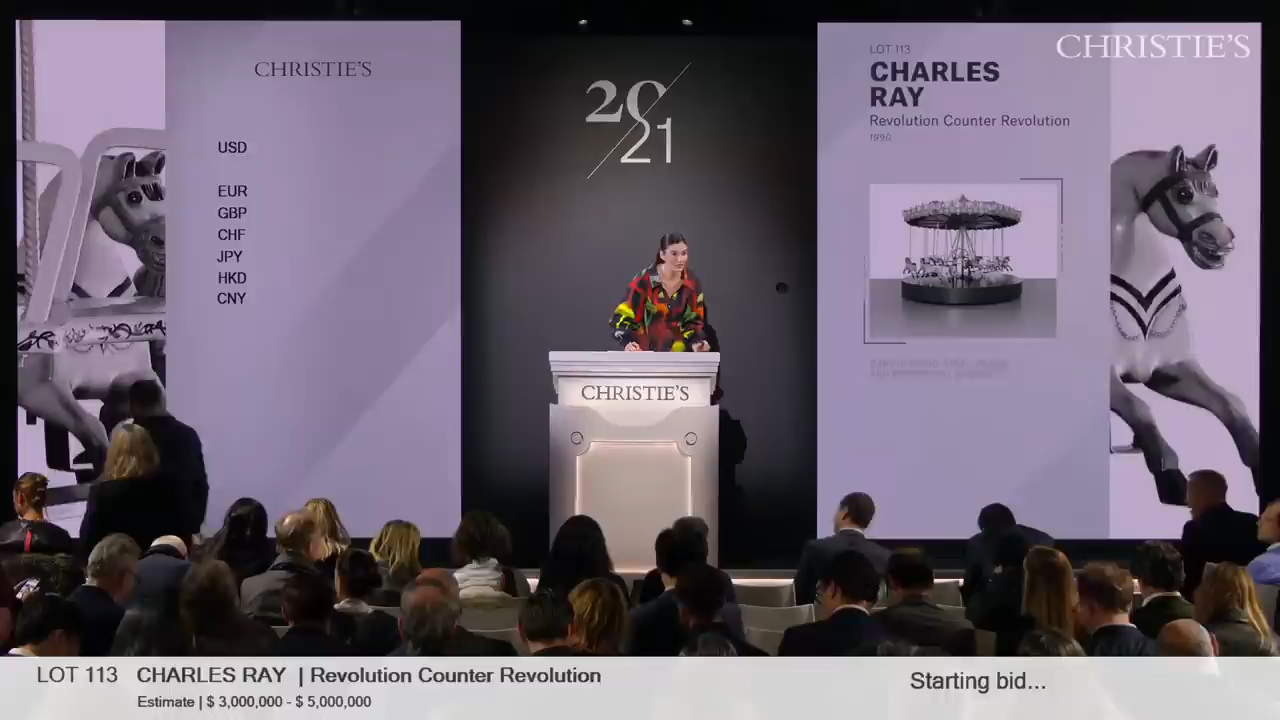 CHRISTIE'S
USD
EUR
GBP
CHF
JPY
HKD
CNY
20
21
CHRISTIE'S
CHRISTIE'S
LOT 113
CHARLES
RAY
Revolution Counter Revolution
1990
LOT 113 CHARLES RAY | Revolution Counter Revolution
Estimate | $ 3,000,000 - $ 5,000,000
Starting bid...